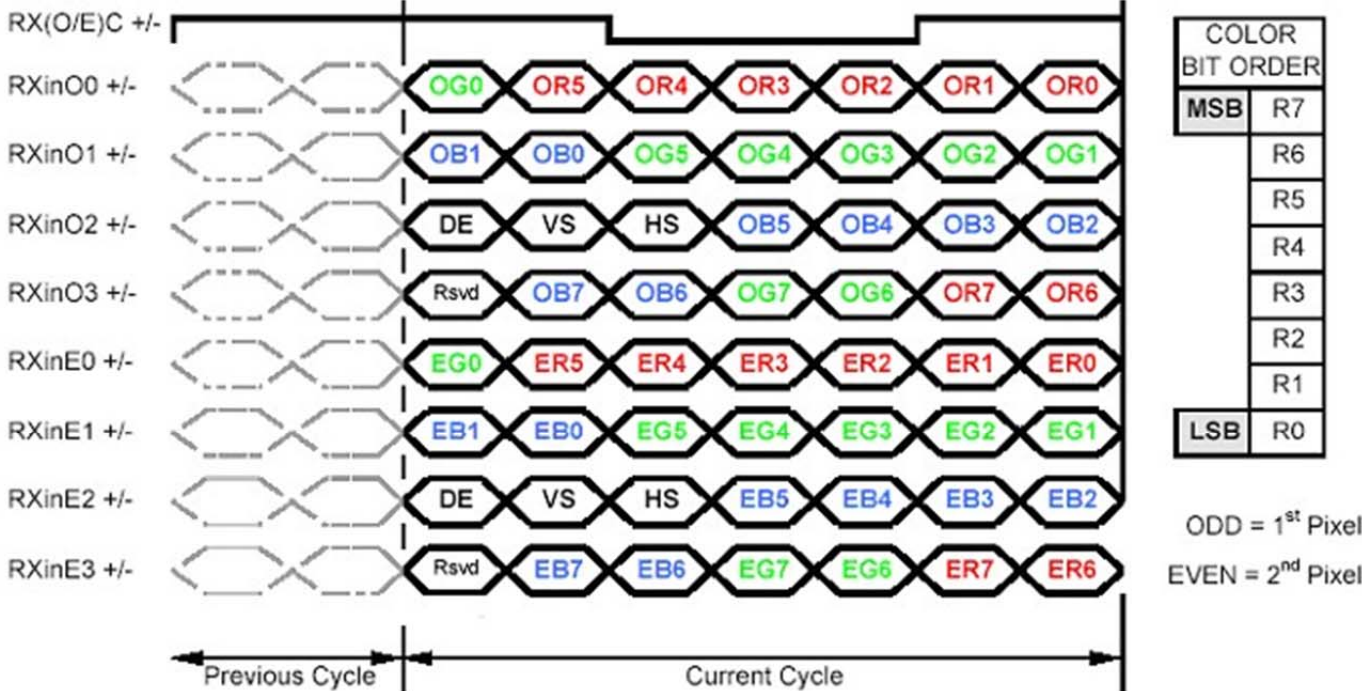 RX(O/E)C +/-
RXinO0 +/- OG0 OR5 OR4 OR3 OR2 OR1 OR0
RXinO1 +/- OB1 OB0 OG5 OG4 OG3 OG2 OG1
RXinO2 +/- DE VS HS OB5 OB4 OB3 OB2
RXinO3 +/- Rsvd OB7 OB6 OG7 OG6 OR7 OR6
RXinE0 +/- EG0 ER5 ER4 ER3 ER2 ER1 ER0
RXinE1 +/- EB1 EB0 EG5 EG4 EG3 EG2 EG1
RXinE2 +/- DE VS HS EB5 EB4 EB3 EB2
RXinE3 +/- Rsvd EB7 EB6 EG7 EG6 ER7 ER6
Previous Cycle Current Cycle
COLOR
BIT ORDER
MSB R7
R6
R5
R4
R3
R2
R1
LSB R0
ODD = 1st Pixel
EVEN = 2nd Pixel